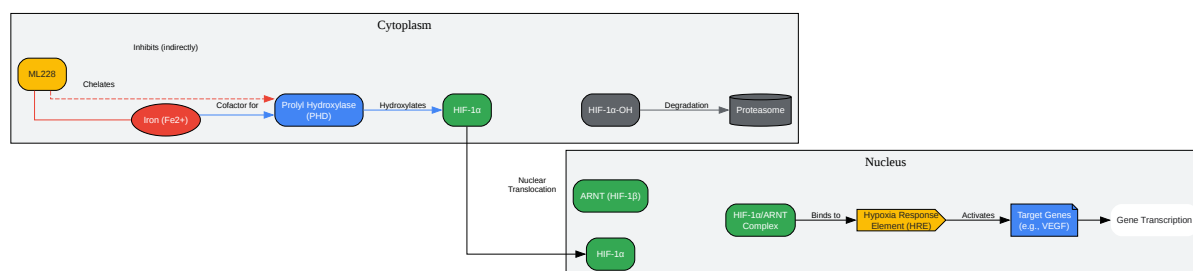 Cytoplasm
Inhibits (indirectly)
ML228
Chelates
Iron (Fe2+)
Cofactor for
Prolyl Hydroxylase
(PHD)
Hydroxylates
HIF-1α
HIF-1α-OH
Degradation
Proteasome
Nuclear
Translocation
Nucleus
ARNT (HIF-1β)
HIF-1α
HIF-1α/ARNT
Complex
Binds to
Hypoxia Response
Element (HRE)
Activates
Target Genes
(e.g., VEGF)
Gene Transcription